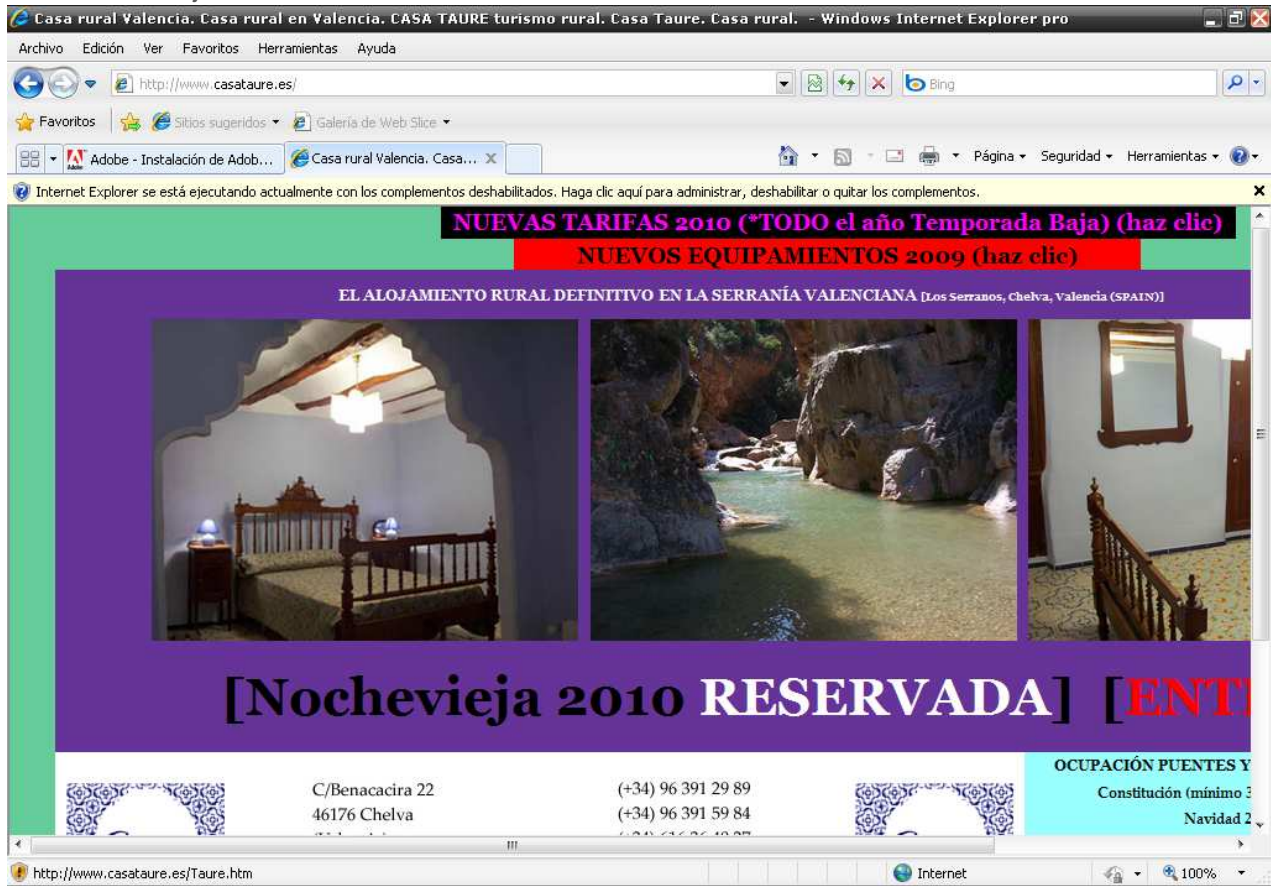 Casa rural Valencia. Casa rural en Valencia. CASA TAURE turismo rural. Casa Taure. Casa rural. - Windows Internet Explorer pro
Archivo Edición Ver Favoritos Herramientas Ayuda
http://www.casataure.es/ Bing
Favoritos Sitios sugeridos Galería de Web Slice
Adobe - Instalación de Adob... Casa rural Valencia. Casa... X Página Seguridad Herramientas
Internet Explorer se está ejecutando actualmente con los complementos deshabilitados. Haga clic aquí para administrar, deshabilitar o quitar los complementos.
NUEVAS TARIFAS 2010 (*TODO el año Temporada Baja) (haz clic)
NUEVOS EQUIPAMIENTOS 2009 (haz clic)
EL ALOJAMIENTO RURAL DEFINITIVO EN LA SERRANÍA VALENCIANA [Los Serranos, Chelva, Valencia (SPAIN)]
[Nochevieja 2010 RESERVADA] [ENT
C/Benacacira 22
46176 Chelva
(+34) 96 391 29 89
(+34) 96 391 59 84
OCUPACIÓN PUENTES Y
Constitución (mínimo 3
Navidad 2
http://www.casataure.es/Taure.htm Internet 100%